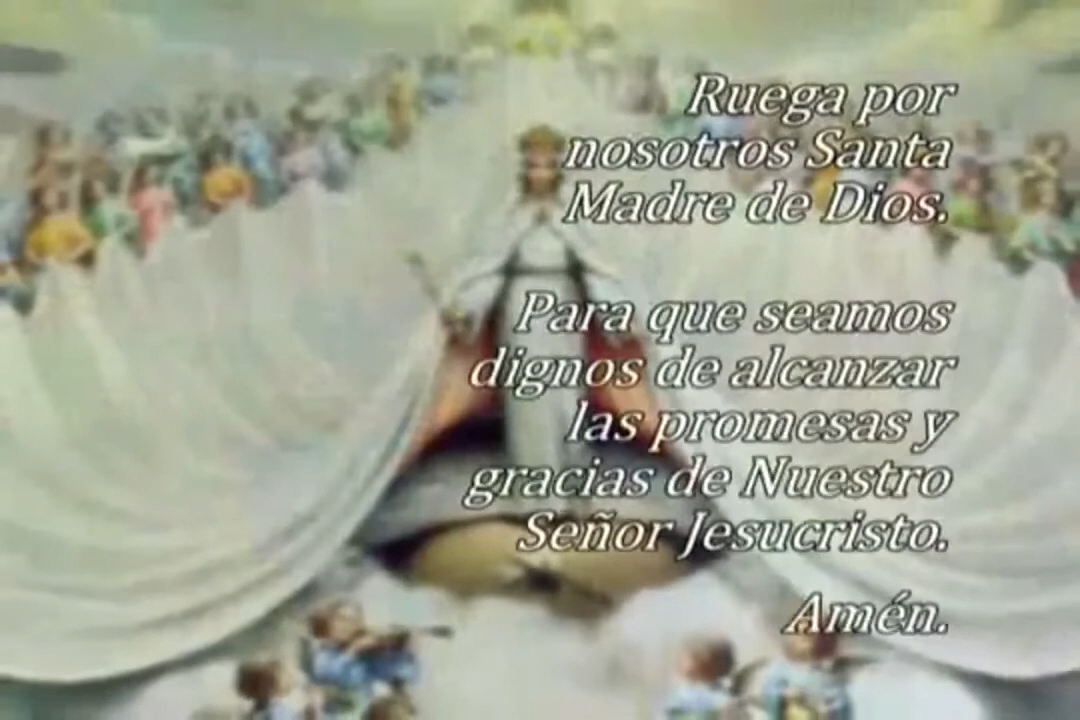 Ruega por
nosotros Santa
Madre de Dios.
Para que seamos
dignos de alcanzar
las promesas y
gracias de Nuestro
Señor Jesucristo.
Amén.